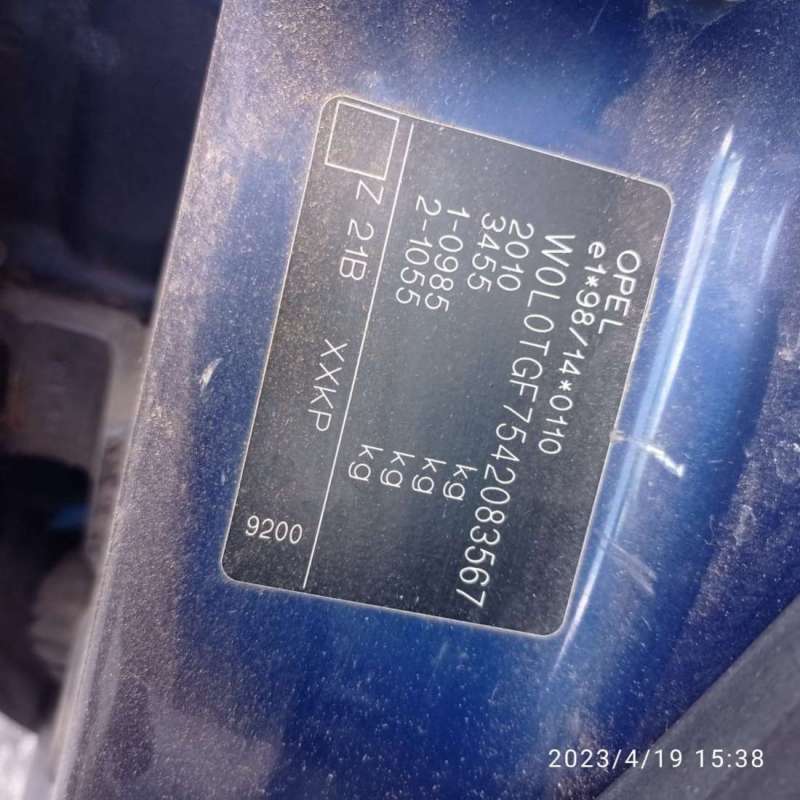 OPEL
e1*98/14*0110
W0L0TGF7542083567
2010 kg
3455 kg
1-0985 kg
2-1055 kg
Z 21B XXKP
9200
2023/4/19 15:38